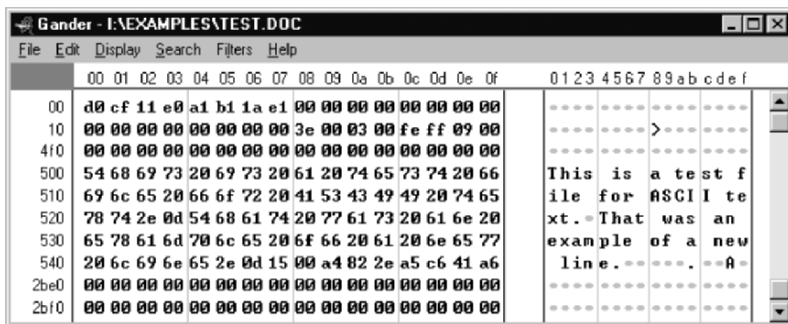 Gander - I:\EXAMPLES\TEST.DOC
File Edit Display Search Filters Help
00 01 02 03 04 05 06 07 08 09 0a 0b 0c 0d 0e 0f 0123456789abcdef
00 d0 cf 11 e0 a1 b1 1a e1 00 00 00 00 00 00 00 00
10 00 00 00 00 00 00 00 00 3e 00 03 00 fe ff 09 00 >
4f0 00 00 00 00 00 00 00 00 00 00 00 00 00 00 00 00
500 54 68 69 73 20 69 73 20 61 20 74 65 73 74 20 66 This is a test f
510 69 6c 65 20 66 6f 72 20 41 53 43 49 49 20 74 65 ile for ASCII te
520 78 74 2e 0d 54 68 61 74 20 77 61 73 20 61 6e 20 xt. That was an
530 65 78 61 6d 70 6c 65 20 6f 66 20 61 20 6e 65 77 example of a new
540 20 6c 69 6e 65 2e 0d 15 00 a4 82 2e a5 c6 41 a6 line. . A
2be0 00 00 00 00 00 00 00 00 00 00 00 00 00 00 00 00
2bf0 00 00 00 00 00 00 00 00 00 00 00 00 00 00 00 00